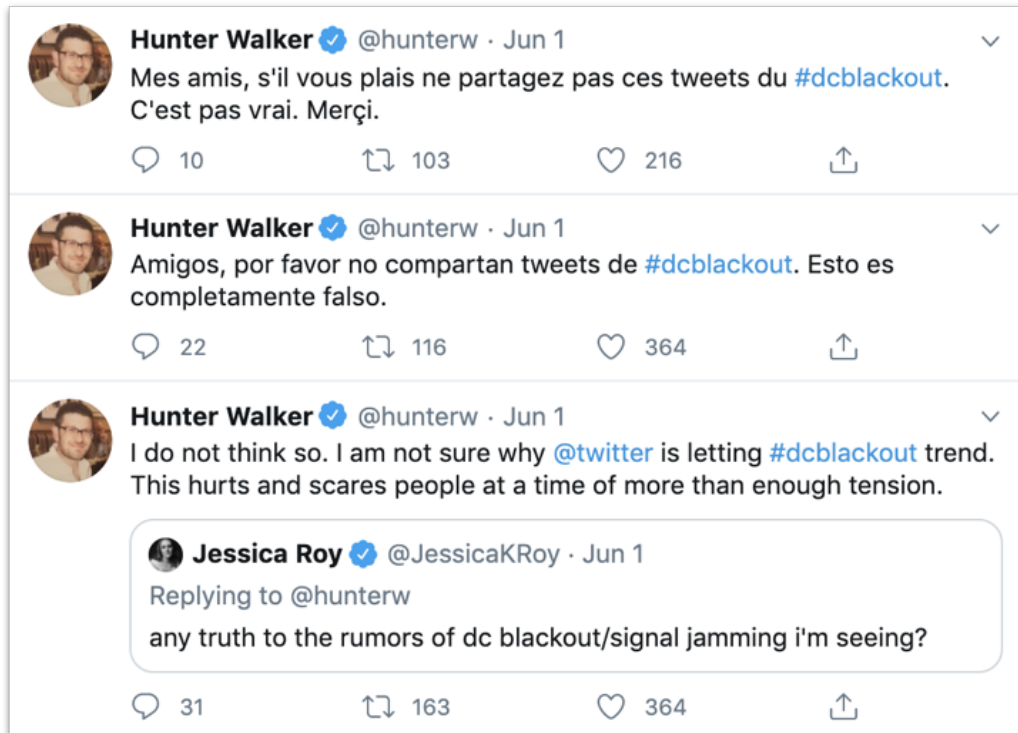 Hunter Walker @hunterw · Jun 1
Mes amis, s'il vous plais ne partagez pas ces tweets du #dcblackout.
C'est pas vrai. Merçi.
10 103 216
Hunter Walker @hunterw · Jun 1
Amigos, por favor no compartan tweets de #dcblackout. Esto es
completamente falso.
22 116 364
Hunter Walker @hunterw · Jun 1
I do not think so. I am not sure why @twitter is letting #dcblackout trend.
This hurts and scares people at a time of more than enough tension.
Jessica Roy @JessicaKRoy · Jun 1
Replying to @hunterw
any truth to the rumors of dc blackout/signal jamming i'm seeing?
31 163 364